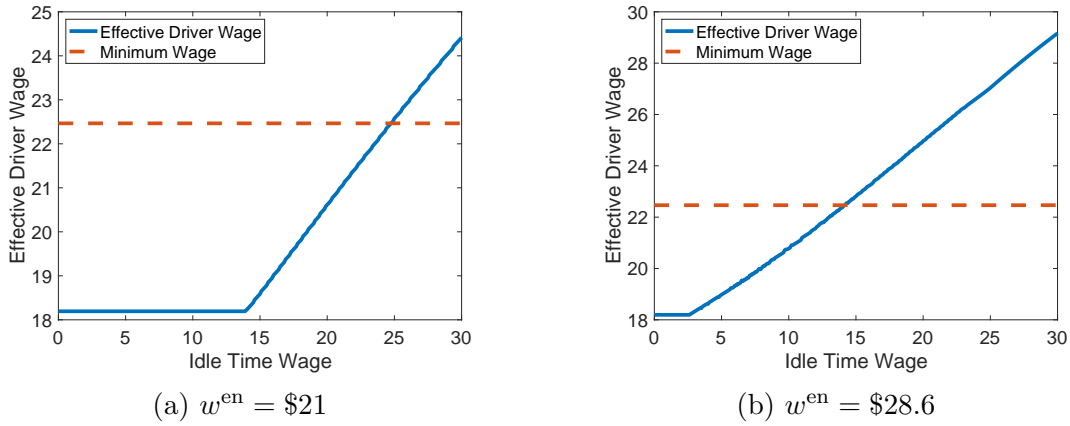 25
24
23
22
21
20
19
18
0
5
10
15
20
25
30
Effective Driver Wage
Minimum Wage
Effective Driver Wage
Idle Time Wage
(a) w^en = $21
30
28
26
24
22
20
18
0
5
10
15
20
25
30
Effective Driver Wage
Minimum Wage
Effective Driver Wage
Idle Time Wage
(b) w^en = $28.6